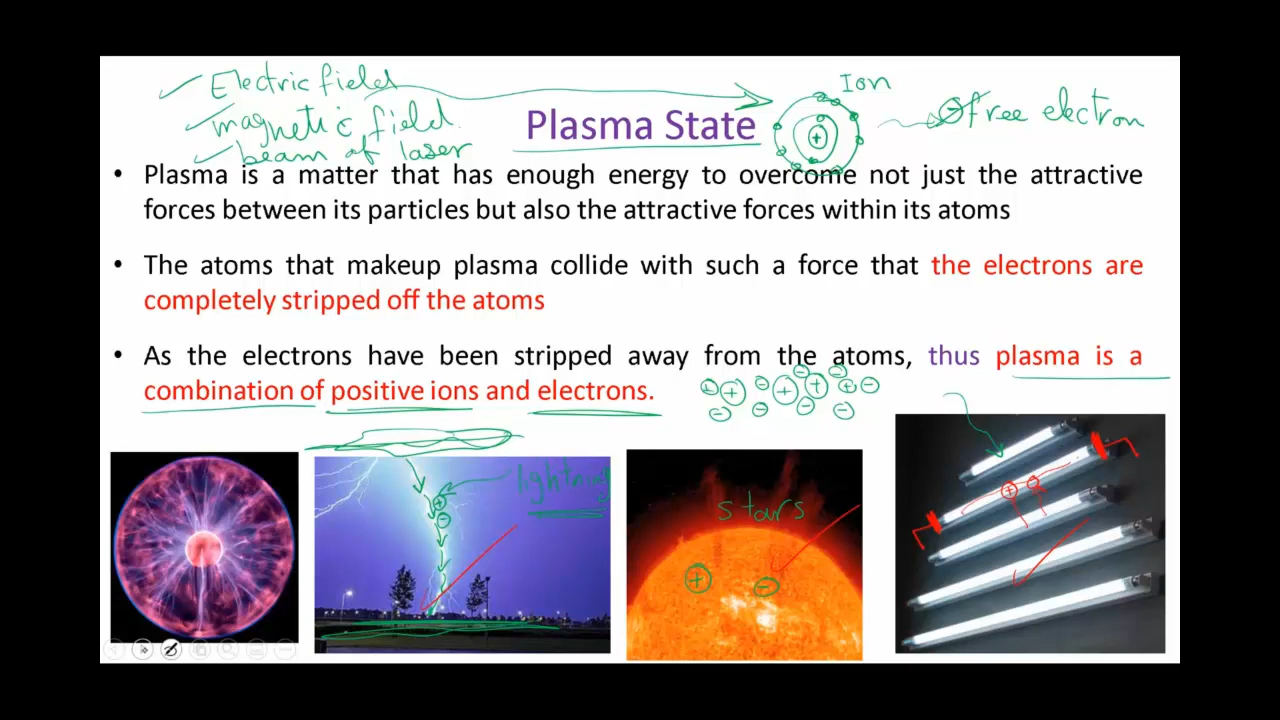 Electric field
magnetic field
beam of laser
Ion
free electron
Plasma State
• Plasma is a matter that has enough energy to overcome not just the attractive
forces between its particles but also the attractive forces within its atoms
• The atoms that makeup plasma collide with such a force that the electrons are
completely stripped off the atoms
• As the electrons have been stripped away from the atoms, thus plasma is a
combination of positive ions and electrons.
lightning
stars